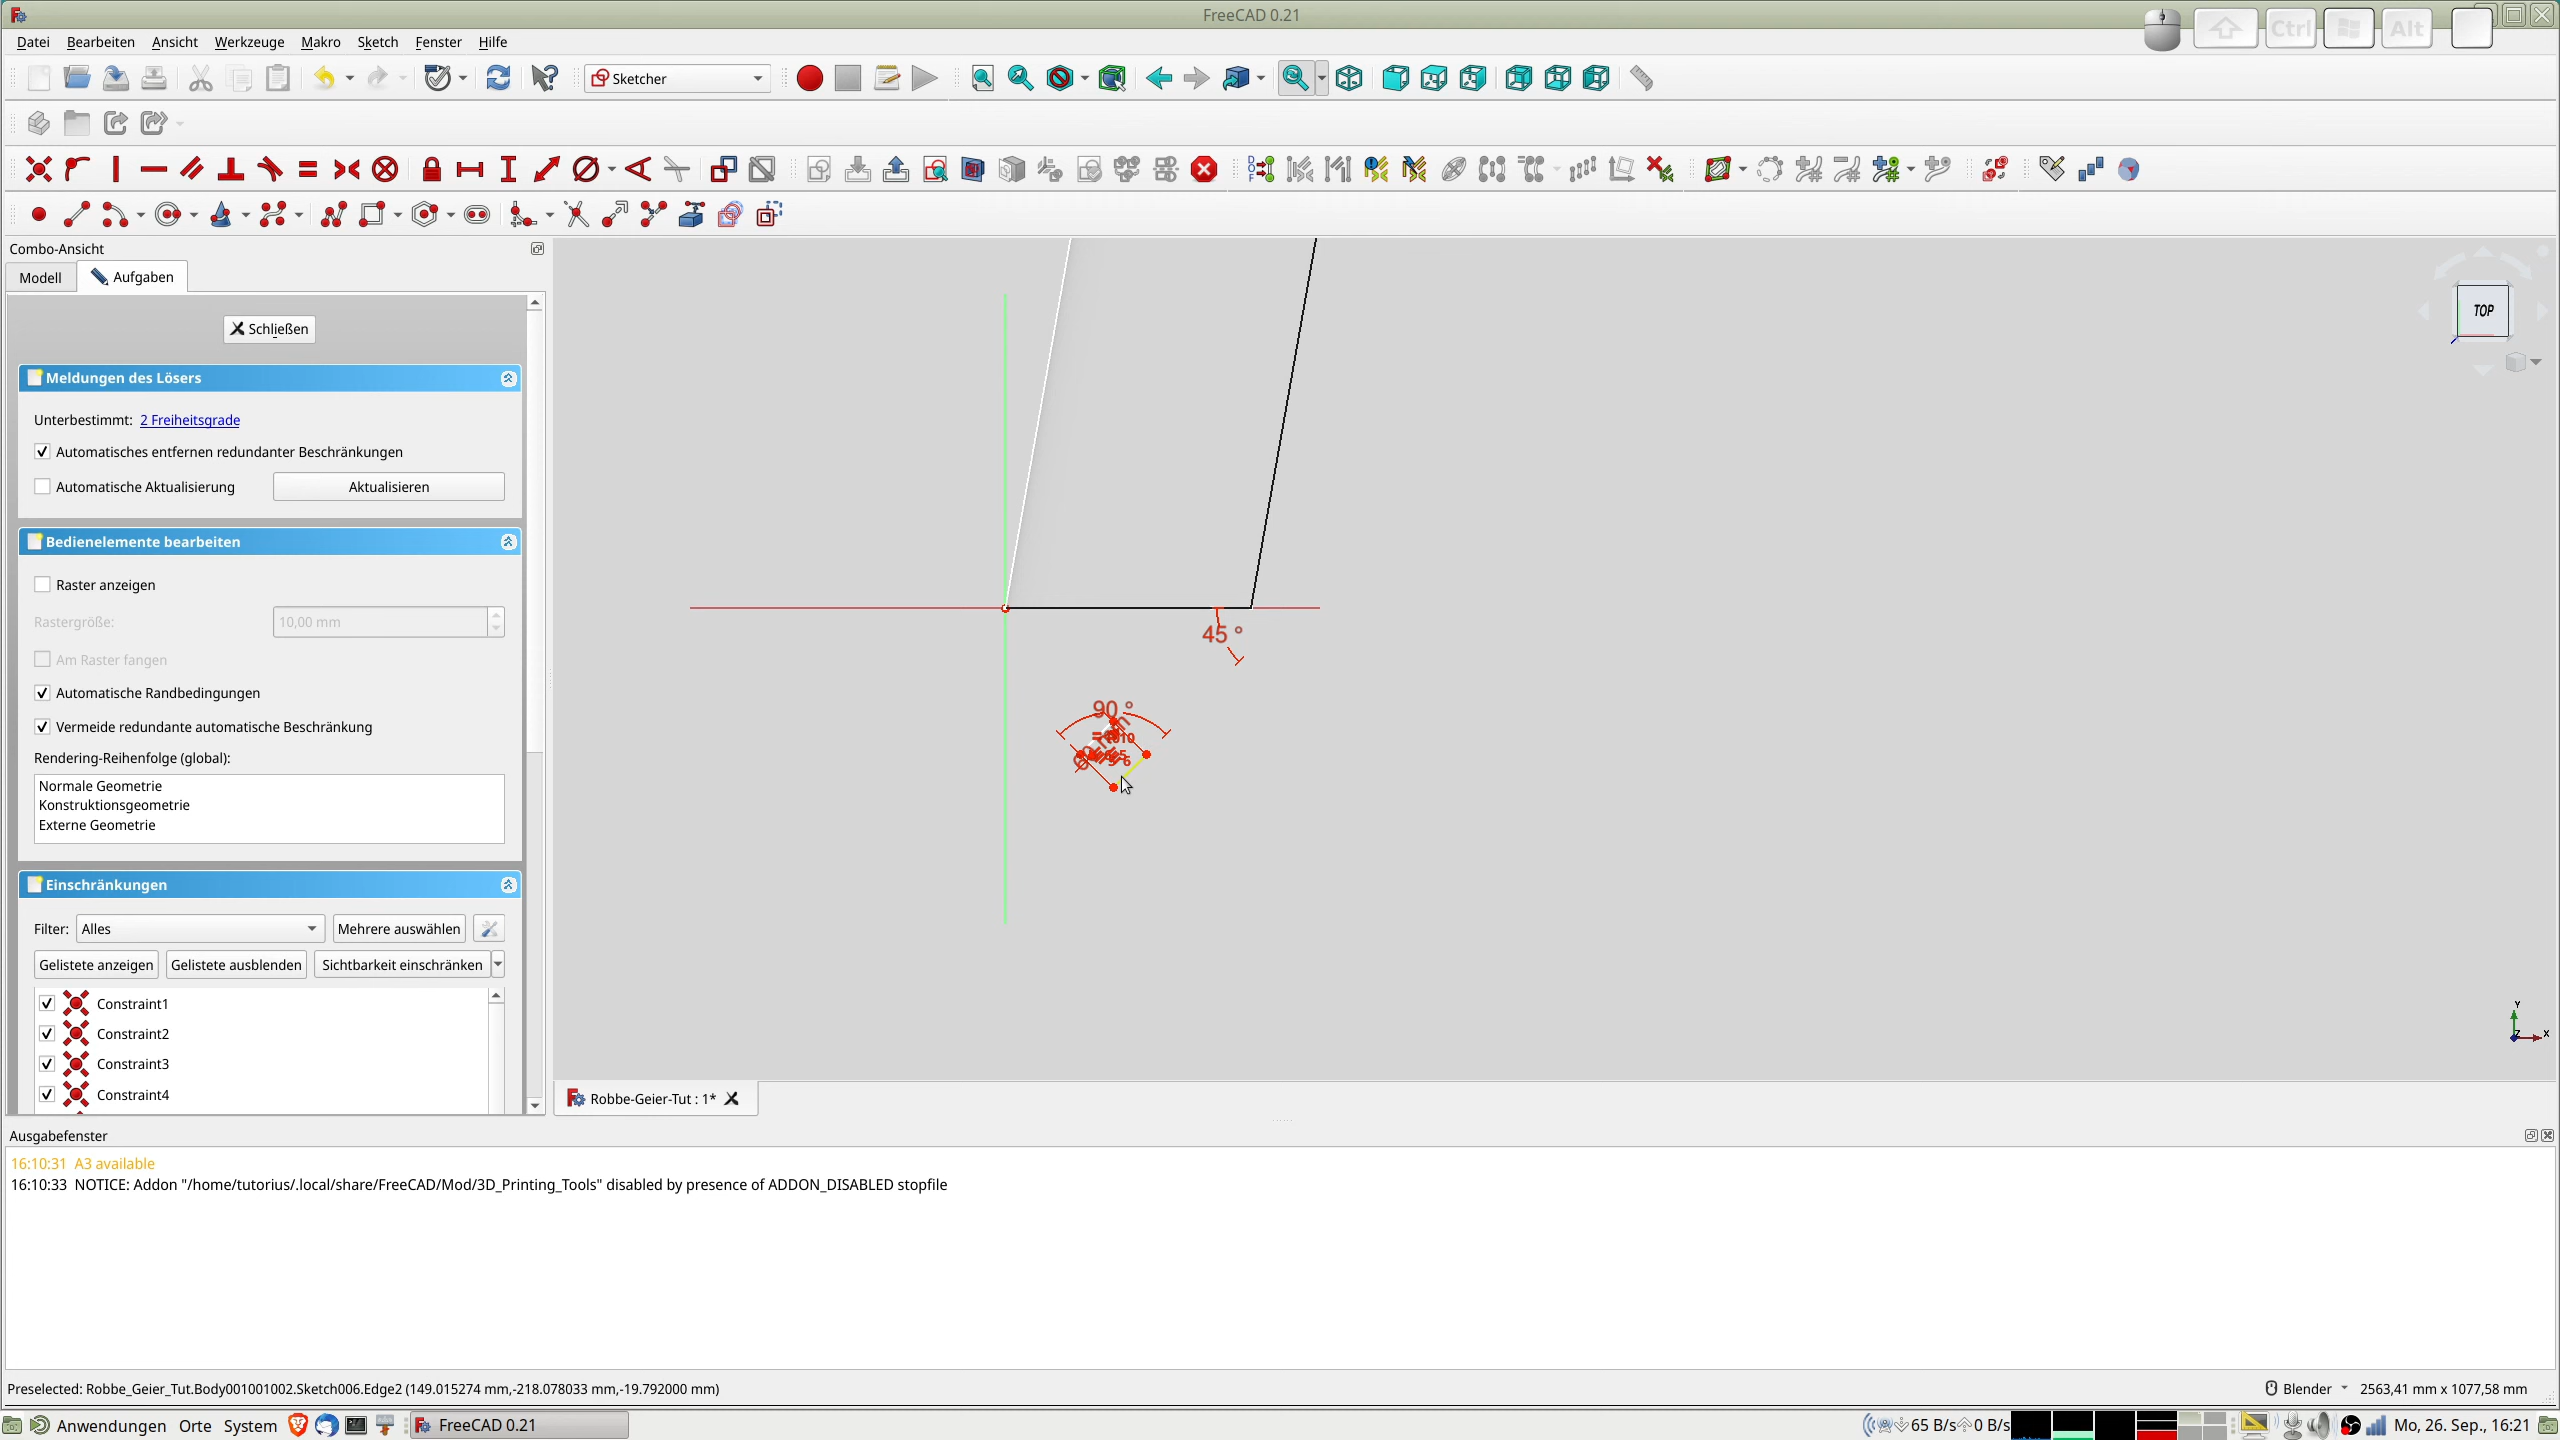 FreeCAD 0.21
Ctrl Alt
Datei Bearbeiten Ansicht Werkzeuge Makro Sketch Fenster Hilfe
Sketcher
Combo-Ansicht
Modell Aufgaben
Schließen
Meldungen des Lösers
Unterbestimmt: 2 Freiheitsgrade
Automatisches entfernen redundanter Beschränkungen
Automatische Aktualisierung Aktualisieren
Bedienelemente bearbeiten
Raster anzeigen
Rastergröße: 10,00 mm
Am Raster fangen
Automatische Randbedingungen
Vermeide redundante automatische Beschränkung
Rendering-Reihenfolge (global):
Normale Geometrie
Konstruktionsgeometrie
Externe Geometrie
Einschränkungen
Filter: Alles Mehrere auswählen
Gelistete anzeigen Gelistete ausblenden Sichtbarkeit einschränken
Constraint1
Constraint2
Constraint3
Constraint4
TOP
45 °
90 °
Y
Z X
Robbe-Geier-Tut : 1*
Ausgabefenster
16:10:31 A3 available
16:10:33 NOTICE: Addon "/home/tutorius/.local/share/FreeCAD/Mod/3D_Printing_Tools" disabled by presence of ADDON_DISABLED stopfile
Preselected: Robbe_Geier_Tut.Body001001002.Sketch006.Edge2 (149.015274 mm,-218.078033 mm,-19.792000 mm) Blender 2563,41 mm x 1077,58 mm
Anwendungen Orte System FreeCAD 0.21 65 B/s 0 B/s Mo, 26. Sep., 16:21